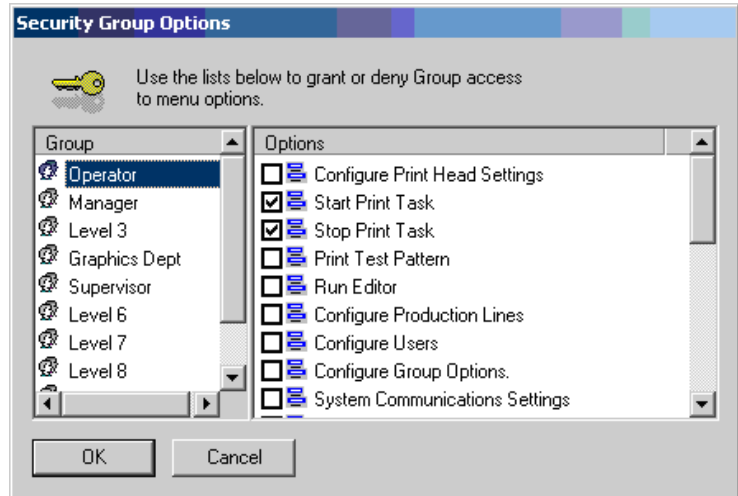 Security Group Options
Use the lists below to grant or deny Group access
to menu options.
Group
Operator
Manager
Level 3
Graphics Dept
Supervisor
Level 6
Level 7
Level 8
Options
Configure Print Head Settings
Start Print Task
Stop Print Task
Print Test Pattern
Run Editor
Configure Production Lines
Configure Users
Configure Group Options.
System Communications Settings
OK
Cancel